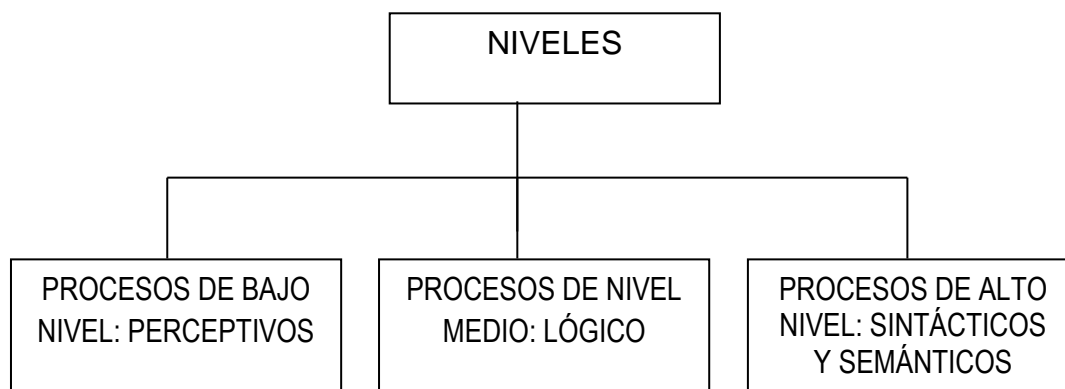 NIVELES
PROCESOS DE BAJO
NIVEL: PERCEPTIVOS
PROCESOS DE NIVEL
MEDIO: LÓGICO
PROCESOS DE ALTO
NIVEL: SINTÁCTICOS
Y SEMÁNTICOS